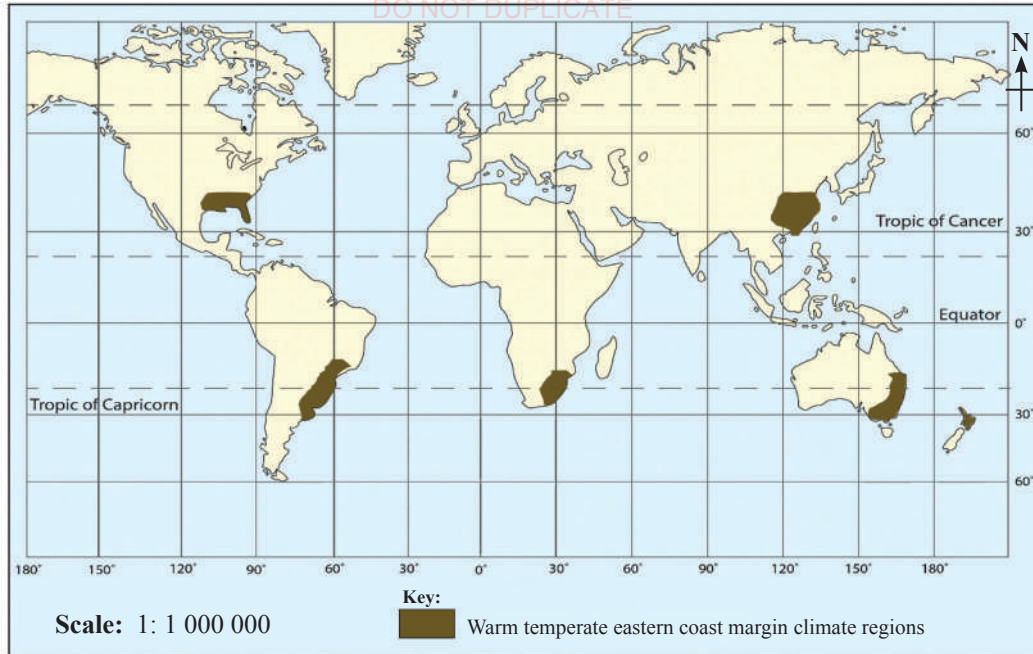 DO NOT DUPLICATE
N
60°
Tropic of Cancer
30°
Equator
0°
Tropic of Capricorn
30°
60°
180° 150° 120° 90° 60° 30° 0° 30° 60° 90° 120° 150° 180°
Key:
Scale: 1: 1 000 000
Warm temperate eastern coast margin climate regions